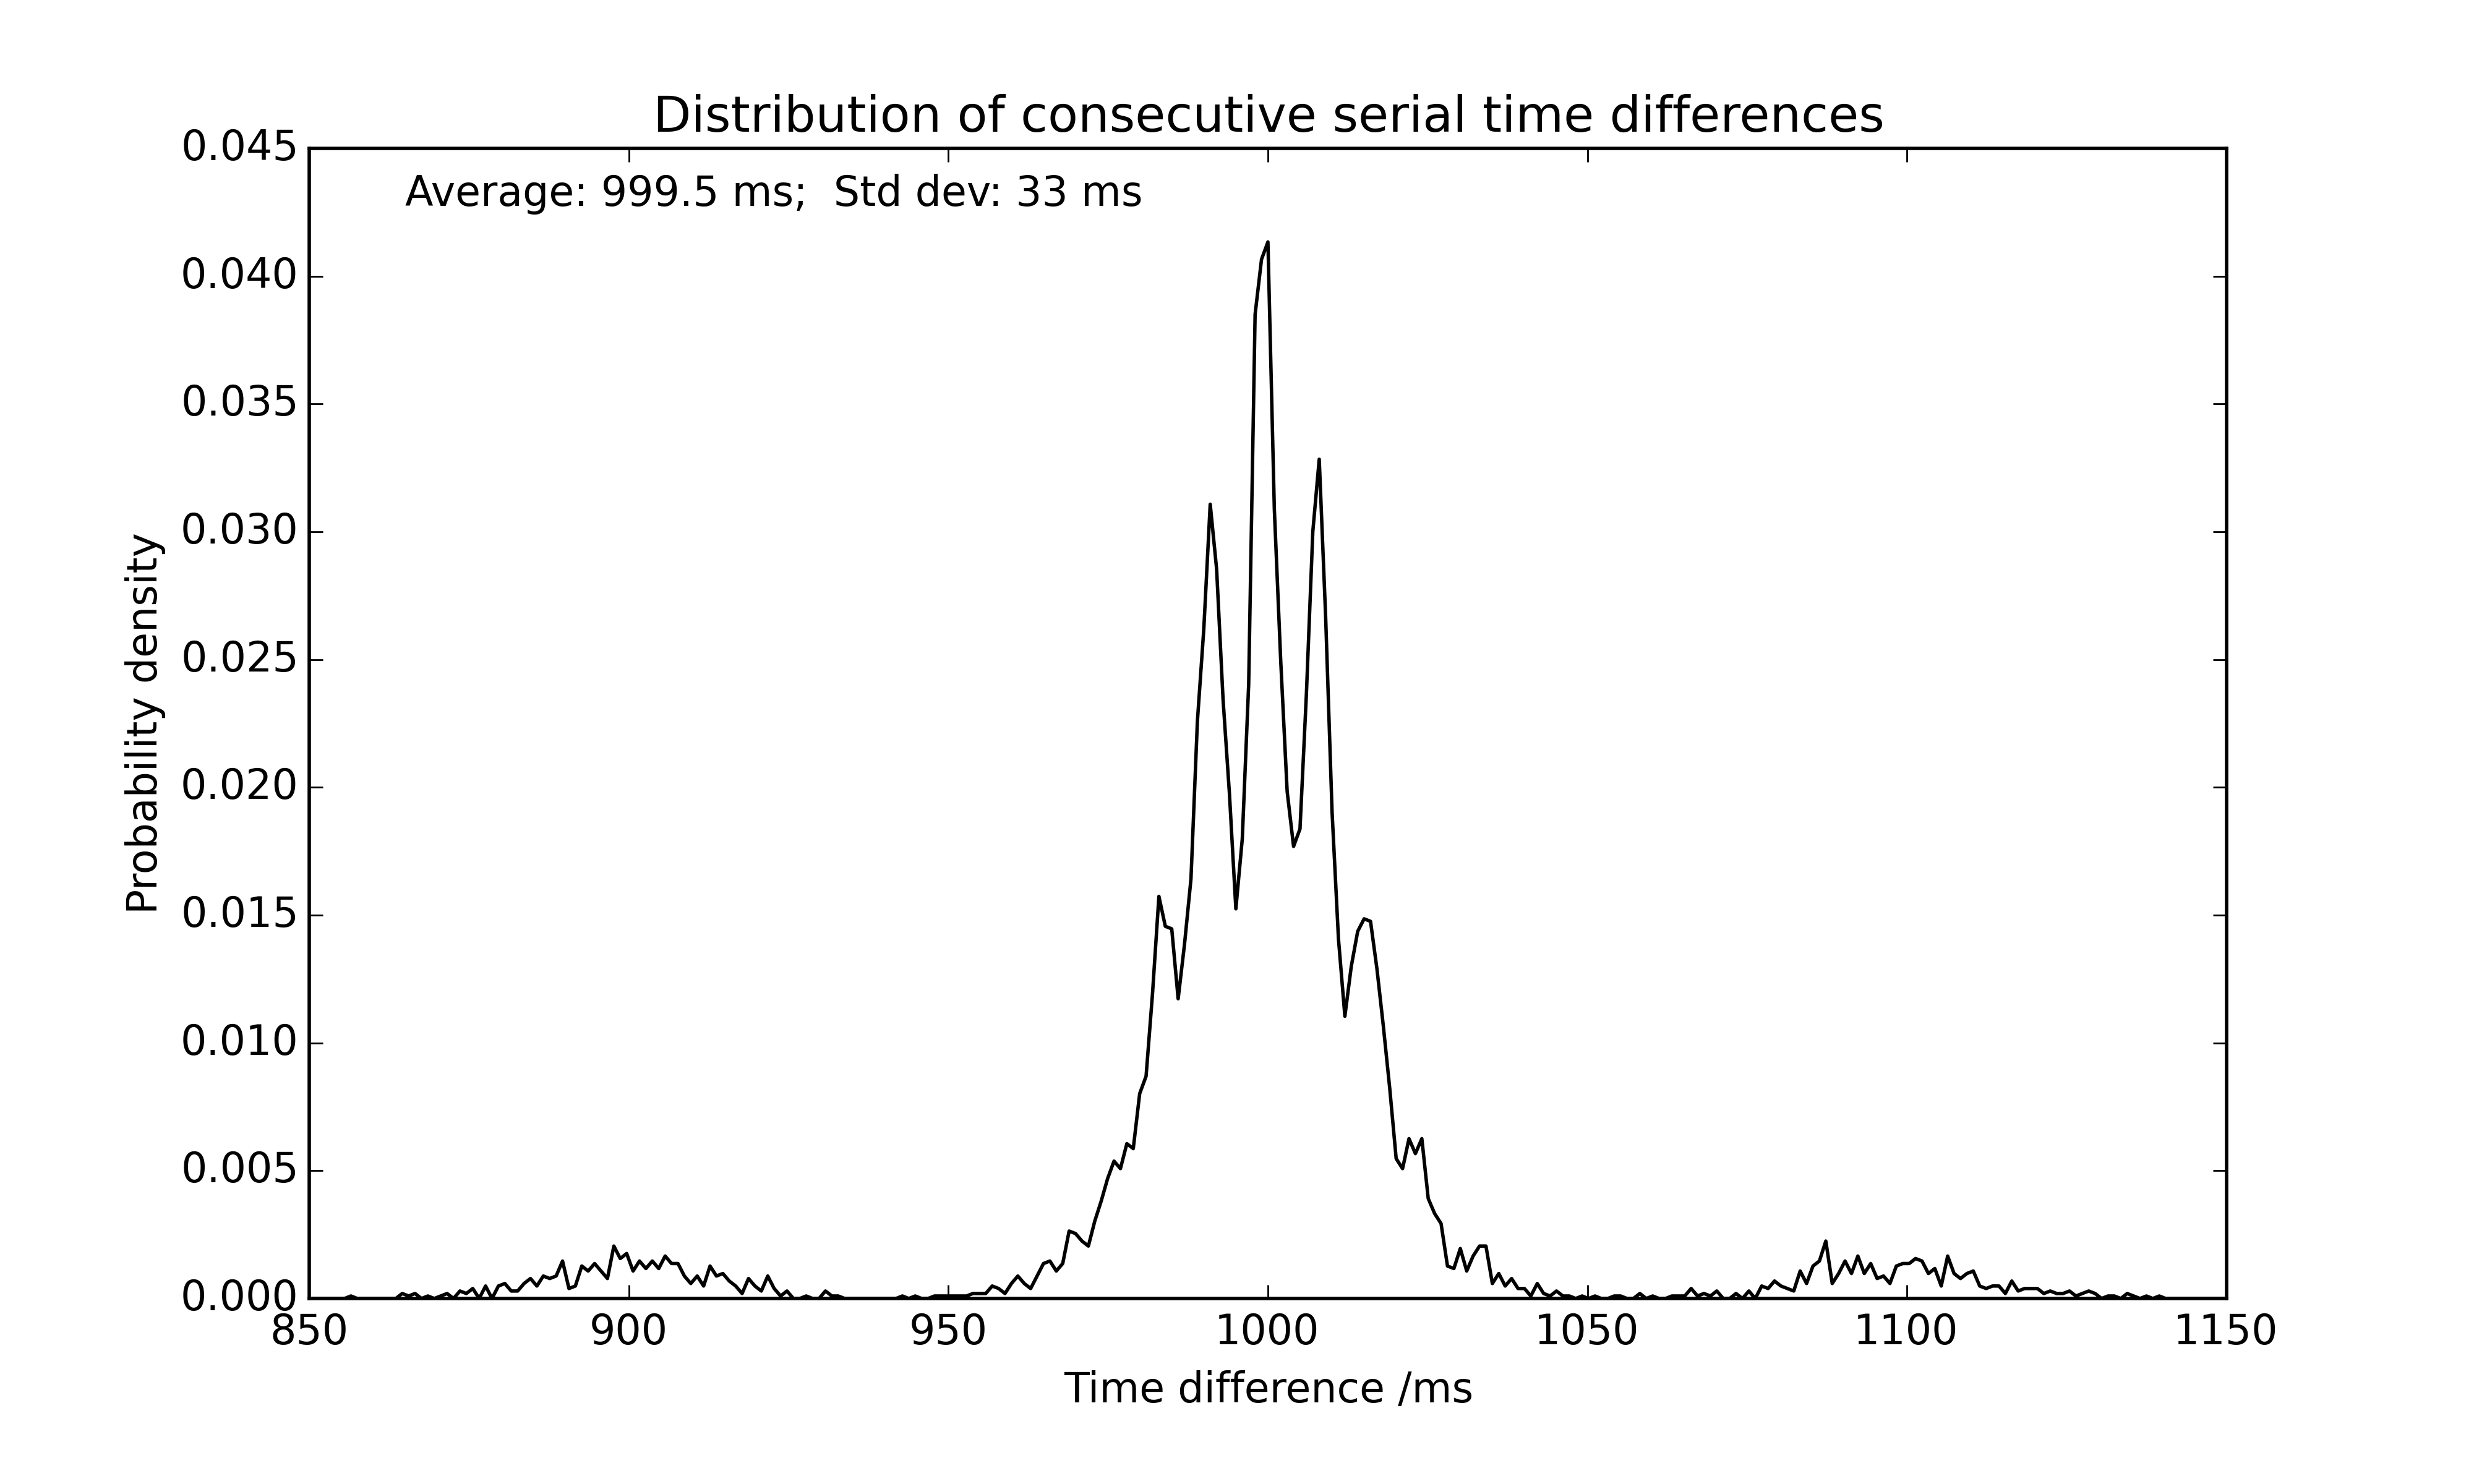 Distribution of consecutive serial time differences
Average: 999.5 ms;  Std dev: 33 ms
Probability density
0.045
0.040
0.035
0.030
0.025
0.020
0.015
0.010
0.005
0.000
850 900 950 1000 1050 1100 1150
Time difference /ms